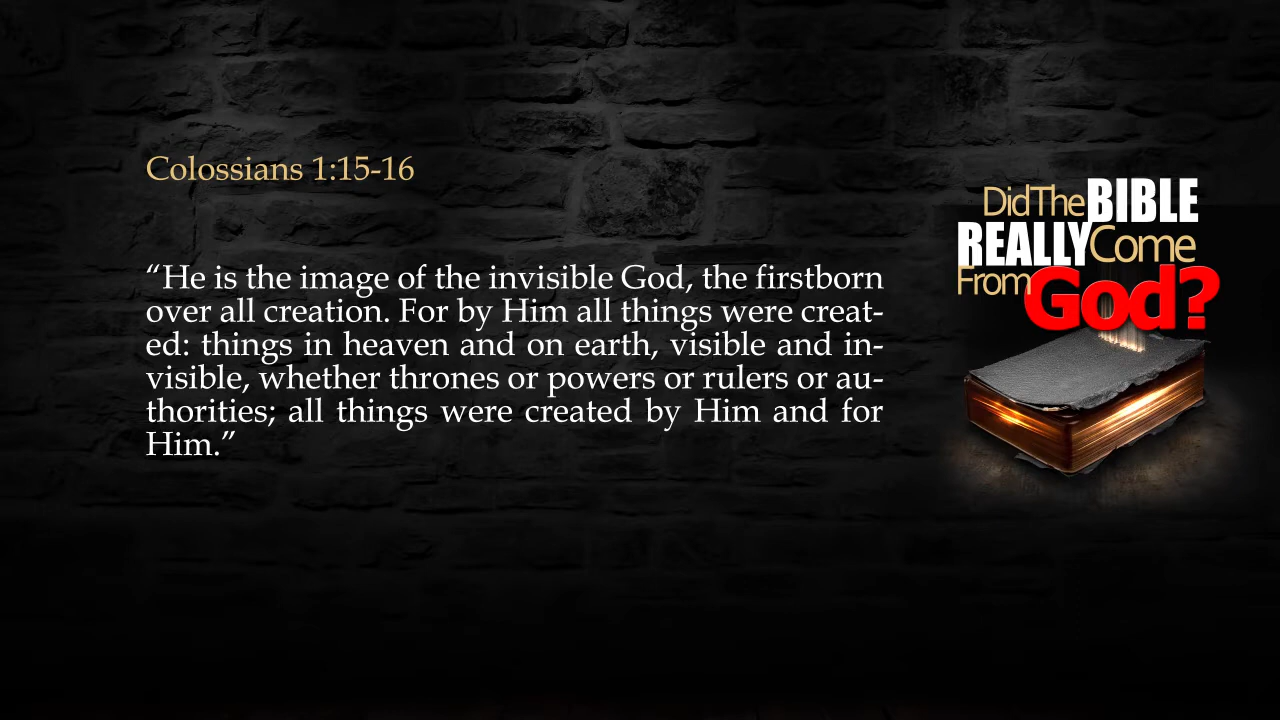 Colossians 1:15-16
“He is the image of the invisible God, the firstborn
over all creation. For by Him all things were creat-
ed: things in heaven and on earth, visible and in-
visible, whether thrones or powers or rulers or au-
thorities; all things were created by Him and for
Him.”
DidTheBIBLE
REALLYCome
FromGod?